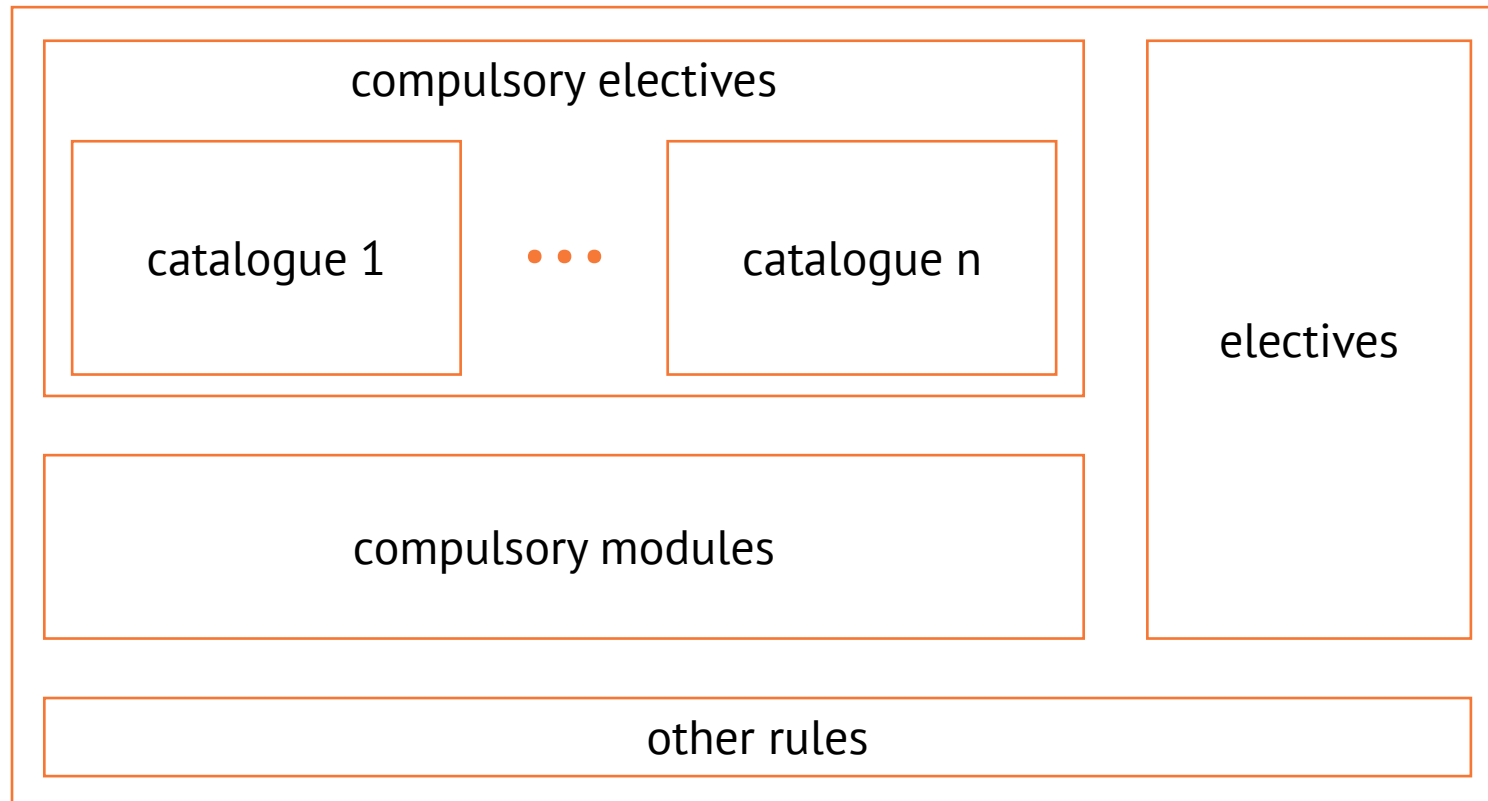 compulsory electives
catalogue 1
catalogue n
electives
compulsory modules
other rules